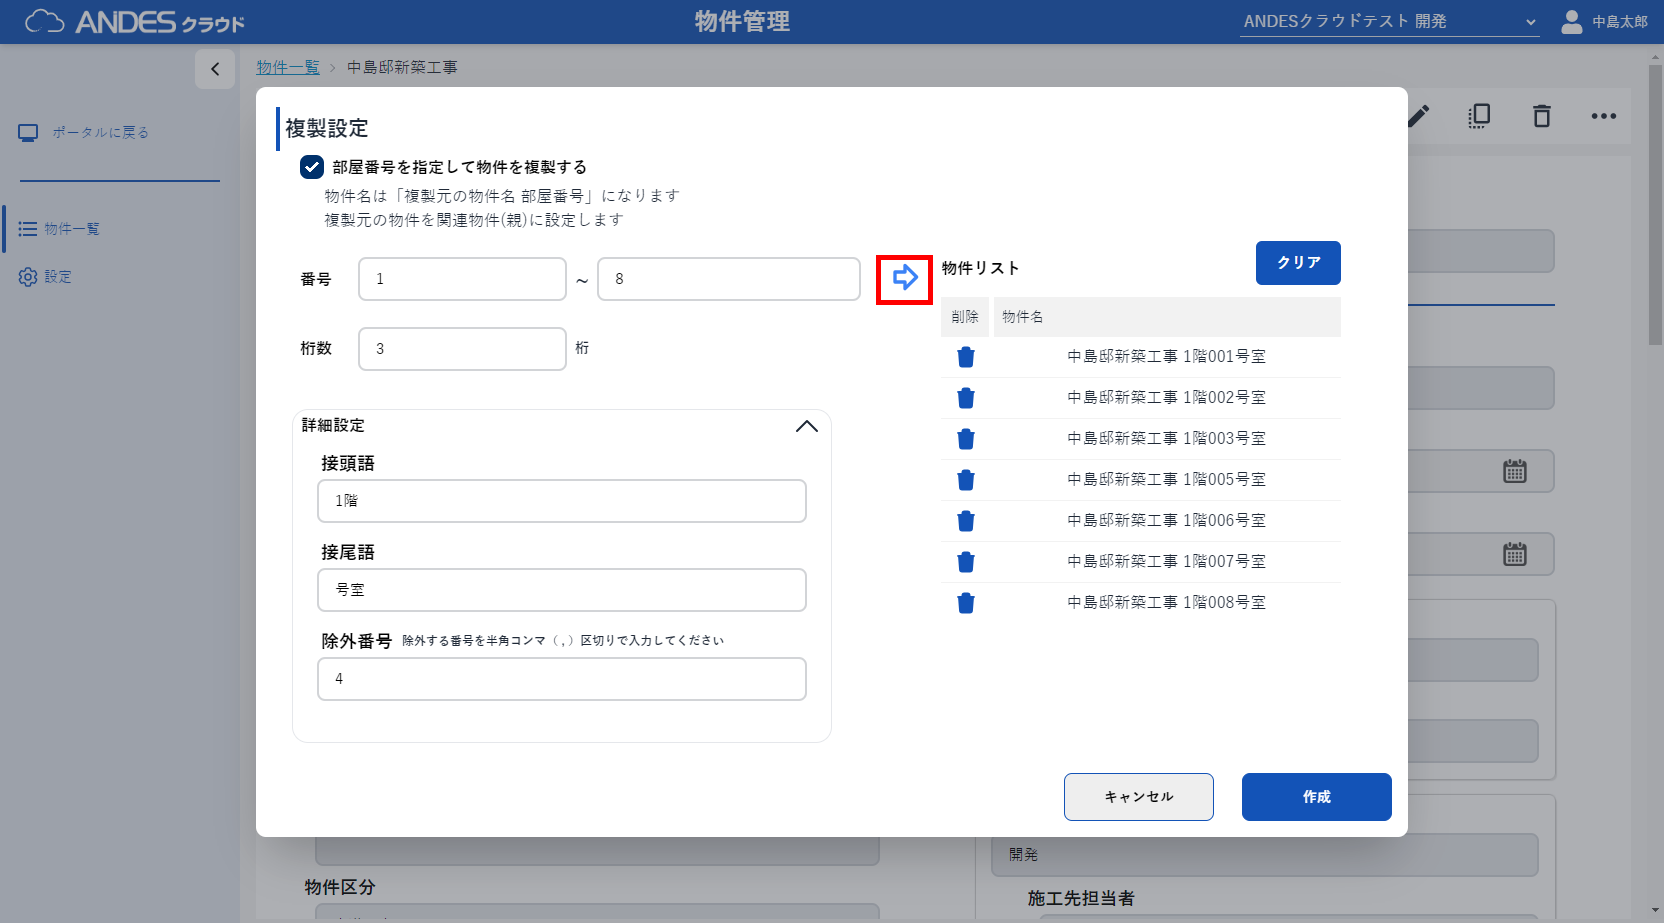 ANDES クラウド
物件管理
ANDESクラウドテスト 開発
中島太郎
物件一覧 > 中島邸新築工事
ポータルに戻る
物件一覧
設定
複製設定
部屋番号を指定して物件を複製する
物件名は「複製元の物件名 部屋番号」になります
複製元の物件を関連物件(親)に設定します
番号 1 ~ 8
桁数 3 桁
詳細設定
接頭語
1階
接尾語
号室
除外番号 除外する番号を半角コンマ（ , ）区切りで入力してください
4
物件リスト
クリア
削除 物件名
中島邸新築工事 1階001号室
中島邸新築工事 1階002号室
中島邸新築工事 1階003号室
中島邸新築工事 1階005号室
中島邸新築工事 1階006号室
中島邸新築工事 1階007号室
中島邸新築工事 1階008号室
キャンセル
作成
物件区分
開発
施工先担当者